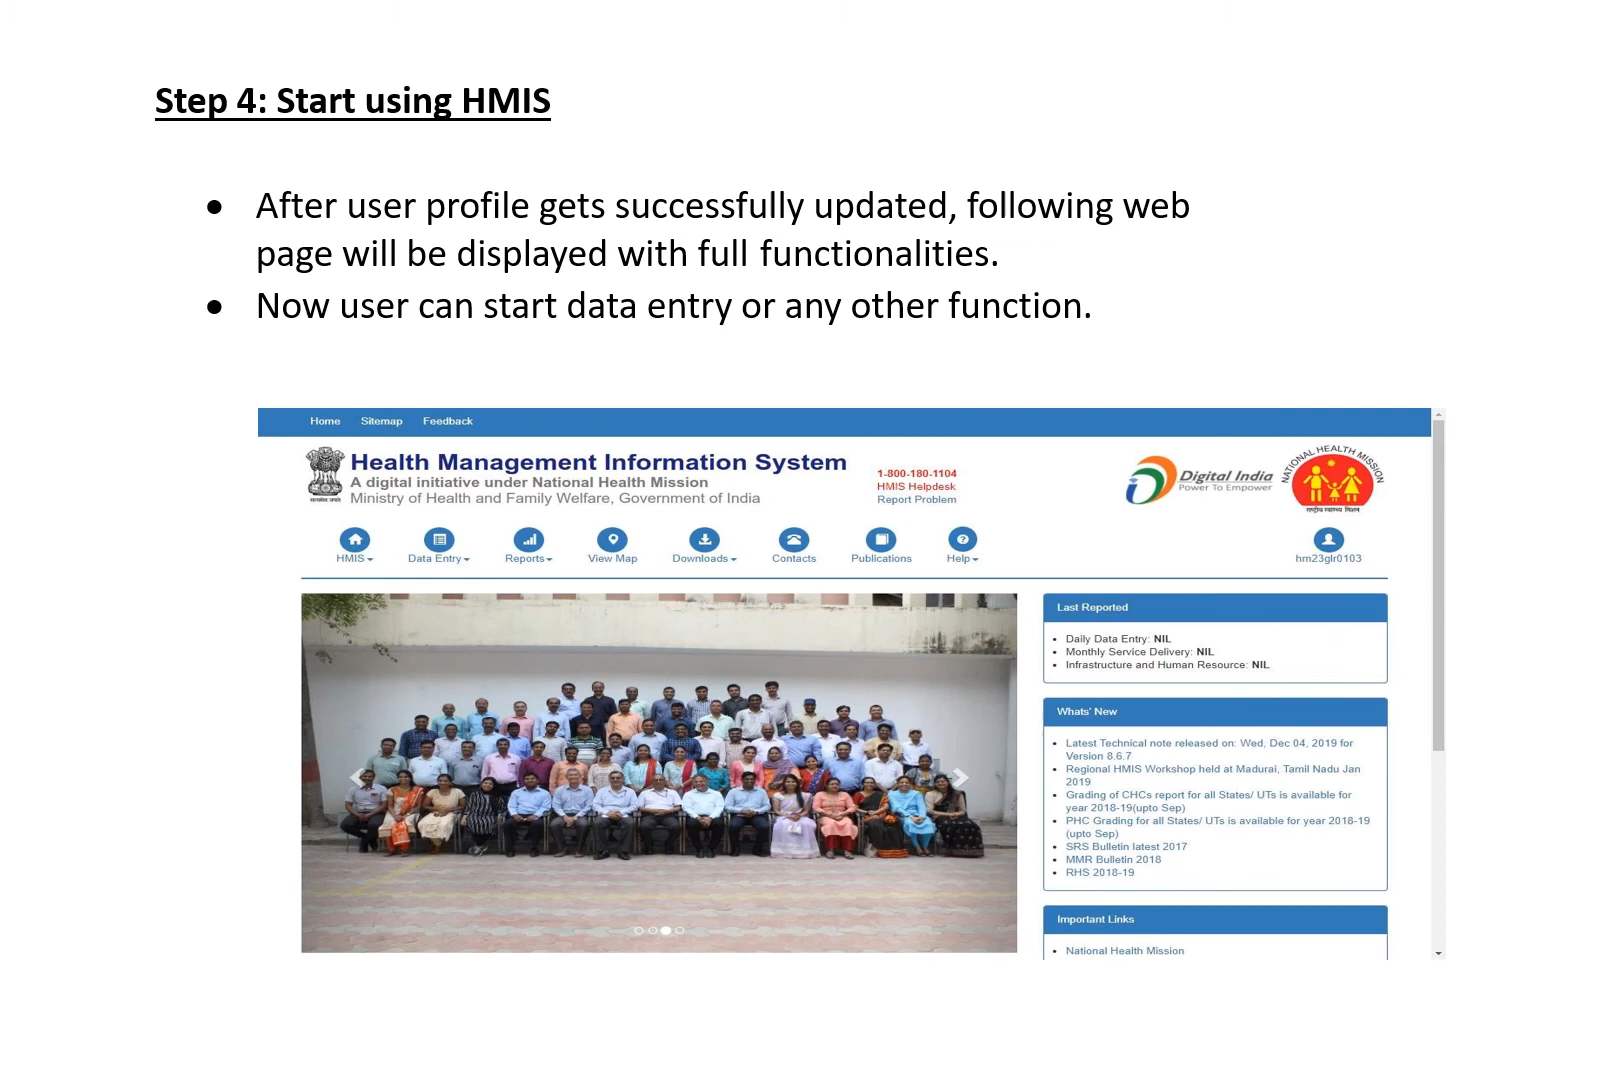 Step 4: Start using HMIS
After user profile gets successfully updated, following web
page will be displayed with full functionalities.
Now user can start data entry or any other function.
Home Sitemap Feedback
Health Management Information System
A digital initiative under National Health Mission
Ministry of Health and Family Welfare, Government of India
सत्यमेव जयते
1-800-180-1104
HMIS Helpdesk
Report Problem
Digital India
Power To Empower
NATIONAL HEALTH MISSION
राष्ट्रीय स्वास्थ्य मिशन
HMIS Data Entry Reports View Map Downloads Contacts Publications Help hm23glr0103
Last Reported
Daily Data Entry: NIL
Monthly Service Delivery: NIL
Infrastructure and Human Resource: NIL
Whats' New
Latest Technical note released on: Wed, Dec 04, 2019 for
Version 8.6.7
Regional HMIS Workshop held at Madurai, Tamil Nadu Jan
2019
Grading of CHCs report for all States/ UTs is available for
year 2018-19(upto Sep)
PHC Grading for all States/ UTs is available for year 2018-19
(upto Sep)
SRS Bulletin latest 2017
MMR Bulletin 2018
RHS 2018-19
Important Links
National Health Mission